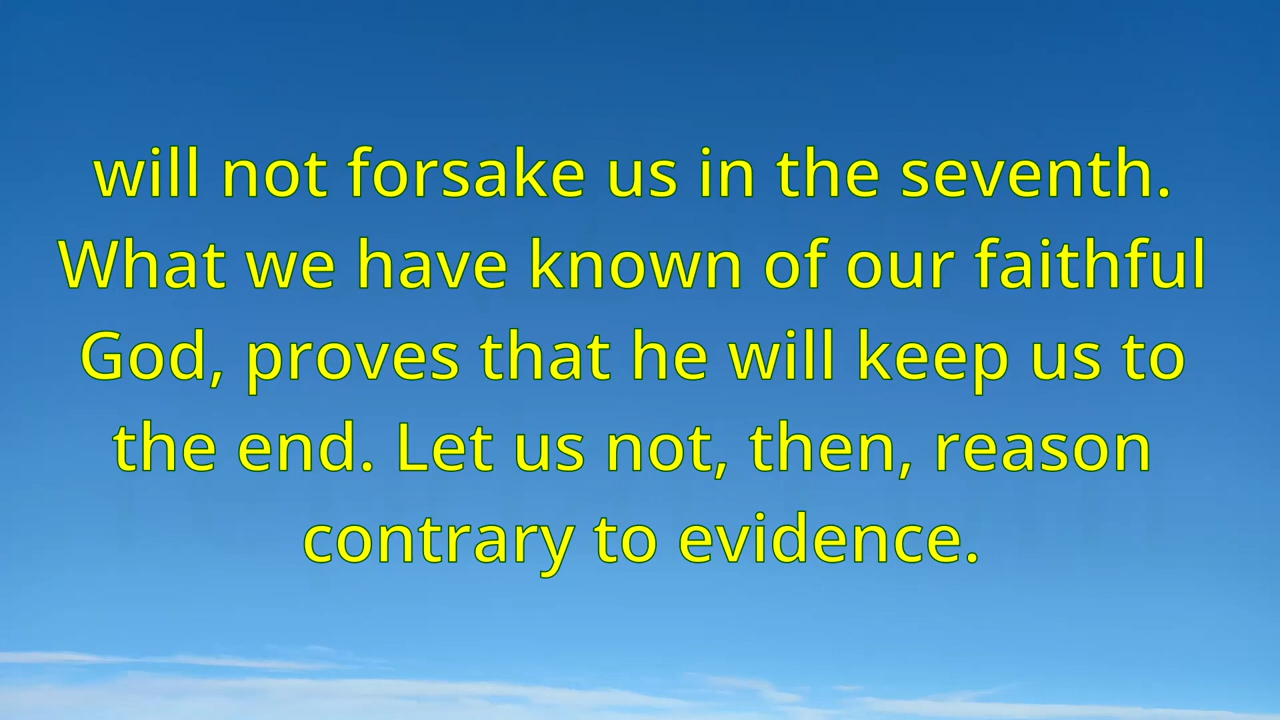 will not forsake us in the seventh.
What we have known of our faithful
God, proves that he will keep us to
the end. Let us not, then, reason
contrary to evidence.